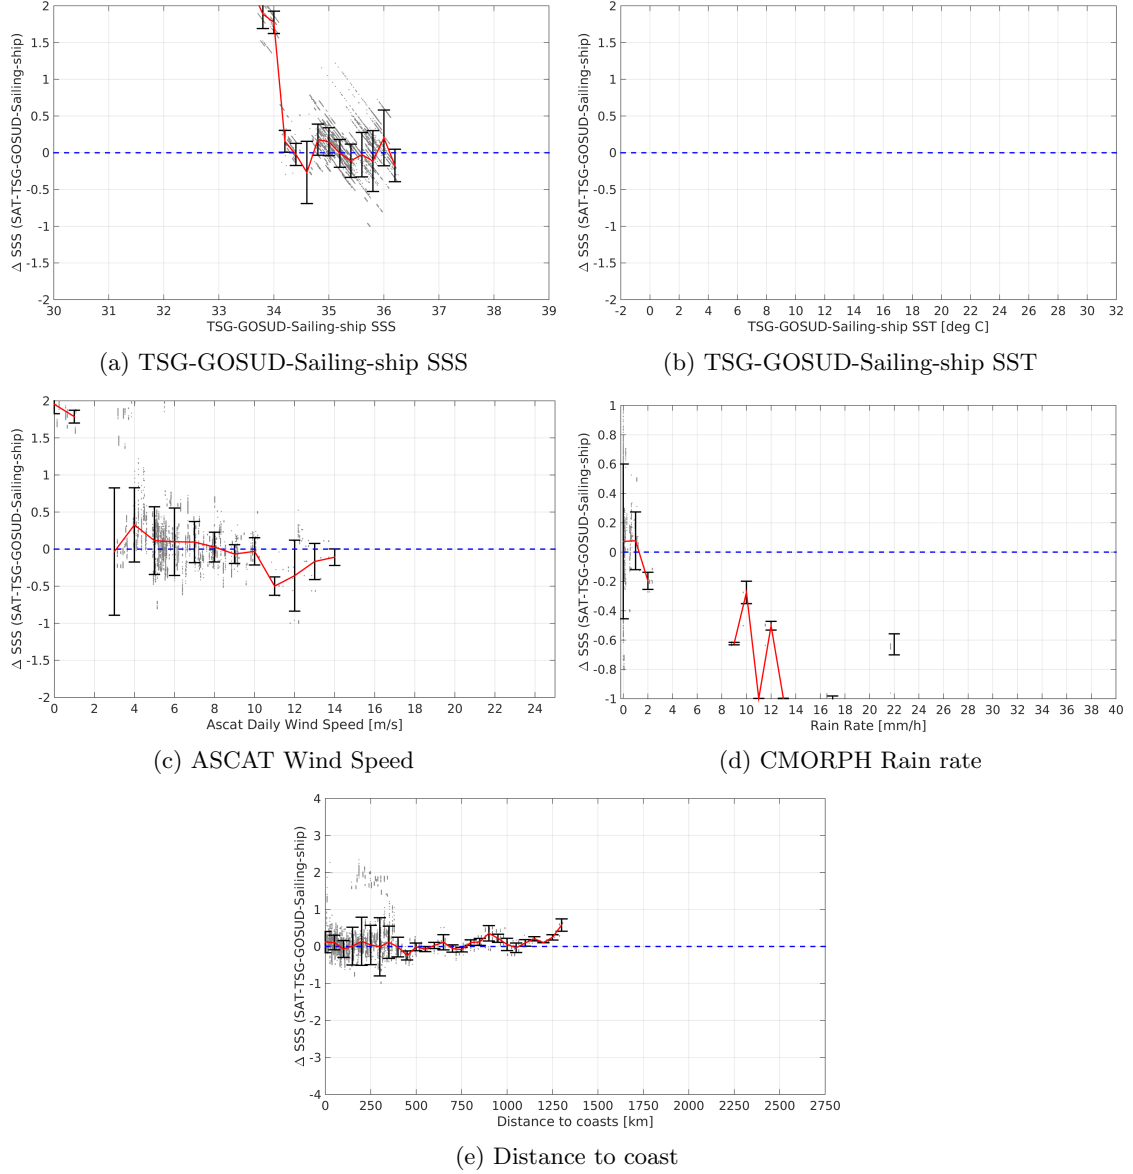 2
1.5
1
0.5
0
-0.5
-1
-1.5
-2
Δ SSS (SAT-TSG-GOSUD-Sailing-ship)
30 31 32 33 34 35 36 37 38 39
TSG-GOSUD-Sailing-ship SSS
(a) TSG-GOSUD-Sailing-ship SSS
2
1.5
1
0.5
0
-0.5
-1
-1.5
-2
Δ SSS (SAT-TSG-GOSUD-Sailing-ship)
-2 0 2 4 6 8 10 12 14 16 18 20 22 24 26 28 30 32
TSG-GOSUD-Sailing-ship SST [deg C]
(b) TSG-GOSUD-Sailing-ship SST
2
1.5
1
0.5
0
-0.5
-1
-1.5
-2
Δ SSS (SAT-TSG-GOSUD-Sailing-ship)
0 2 4 6 8 10 12 14 16 18 20 22 24
Ascat Daily Wind Speed [m/s]
(c) ASCAT Wind Speed
1
0.8
0.6
0.4
0.2
0
-0.2
-0.4
-0.6
-0.8
-1
Δ SSS (SAT-TSG-GOSUD-Sailing-ship)
0 2 4 6 8 10 12 14 16 18 20 22 24 26 28 30 32 34 36 38 40
Rain Rate [mm/h]
(d) CMORPH Rain rate
4
3
2
1
0
-1
-2
-3
-4
Δ SSS (SAT-TSG-GOSUD-Sailing-ship)
0 250 500 750 1000 1250 1500 1750 2000 2250 2500 2750
Distance to coasts [km]
(e) Distance to coast